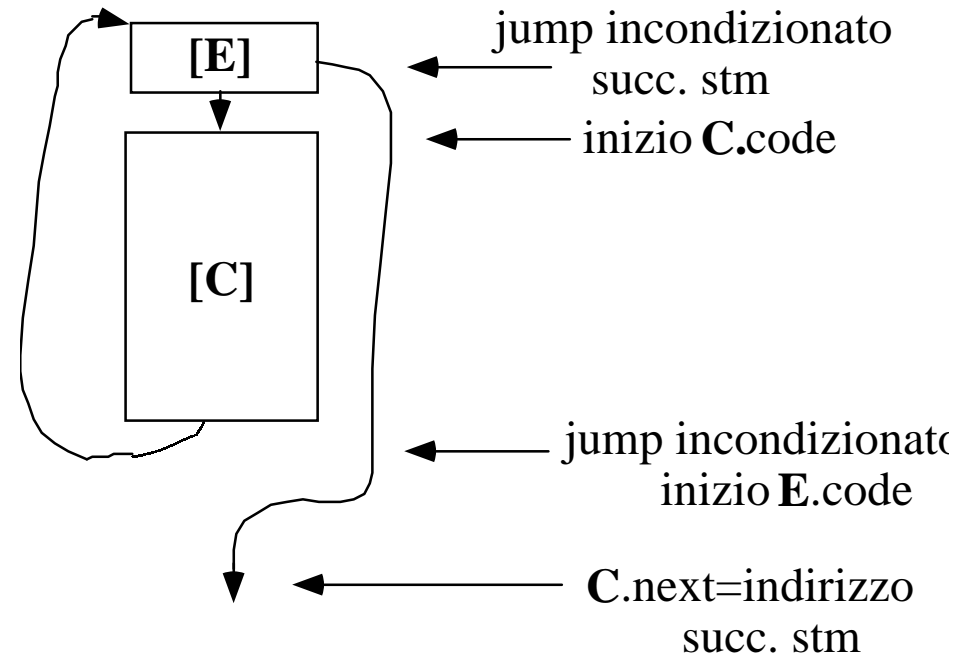 [E]
jump incondizionato
succ. stm
inizio C.code
[C]
jump incondizionato
inizio E.code
C.next=indirizzo
succ. stm